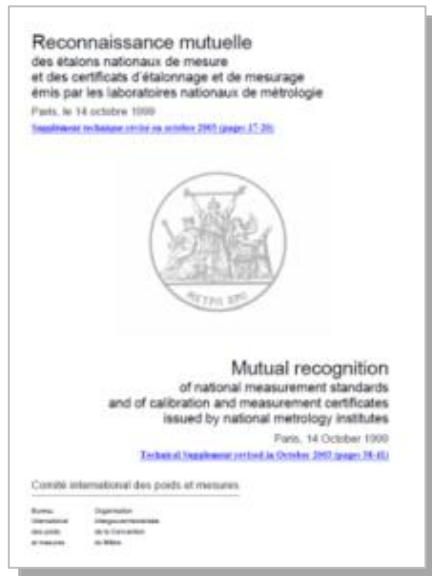 Reconnaissance mutuelle
des étalons nationaux de mesure
et des certificats d'étalonnage et de mesurage
émis par les laboratoires nationaux de métrologie
Paris, le 14 octobre 1999
Supplément technique révisé en octobre 2003 (pages 17-20)
METPO XPΩ
Mutual recognition
of national measurement standards
and of calibration and measurement certificates
issued by national metrology institutes
Paris, 14 October 1999
Technical Supplement revised in October 2003 (pages 38-41)
Comité international des poids et mesures
Bureau Organisation
international intergouvernementale
des poids de la Convention
et mesures du Mètre